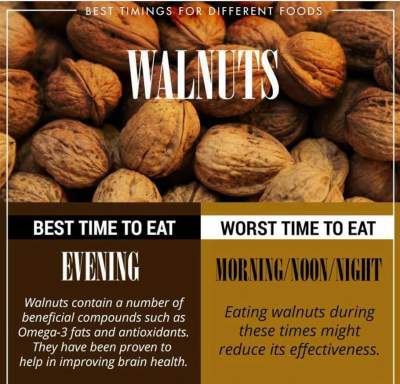 BEST TIMINGS FOR DIFFERENT FOODS
WALNUTS
BEST TIME TO EAT
EVENING
Walnuts contain a number of
beneficial compounds such as
Omega-3 fats and antioxidants.
They have been proven to
help in improving brain health.
WORST TIME TO EAT
MORNING/NOON/NIGHT
Eating walnuts during
these times might
reduce its effectiveness.